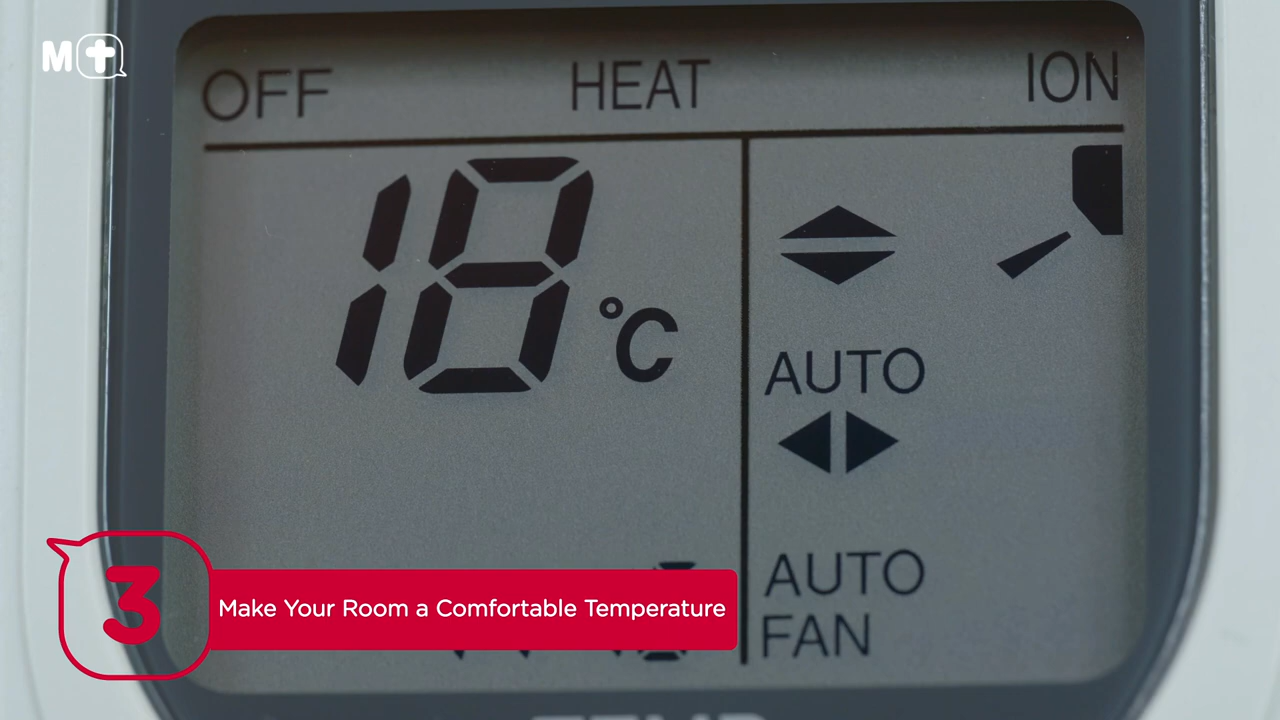 M
OFF HEAT ION
18 °C
AUTO
AUTO
FAN
3
Make Your Room a Comfortable Temperature